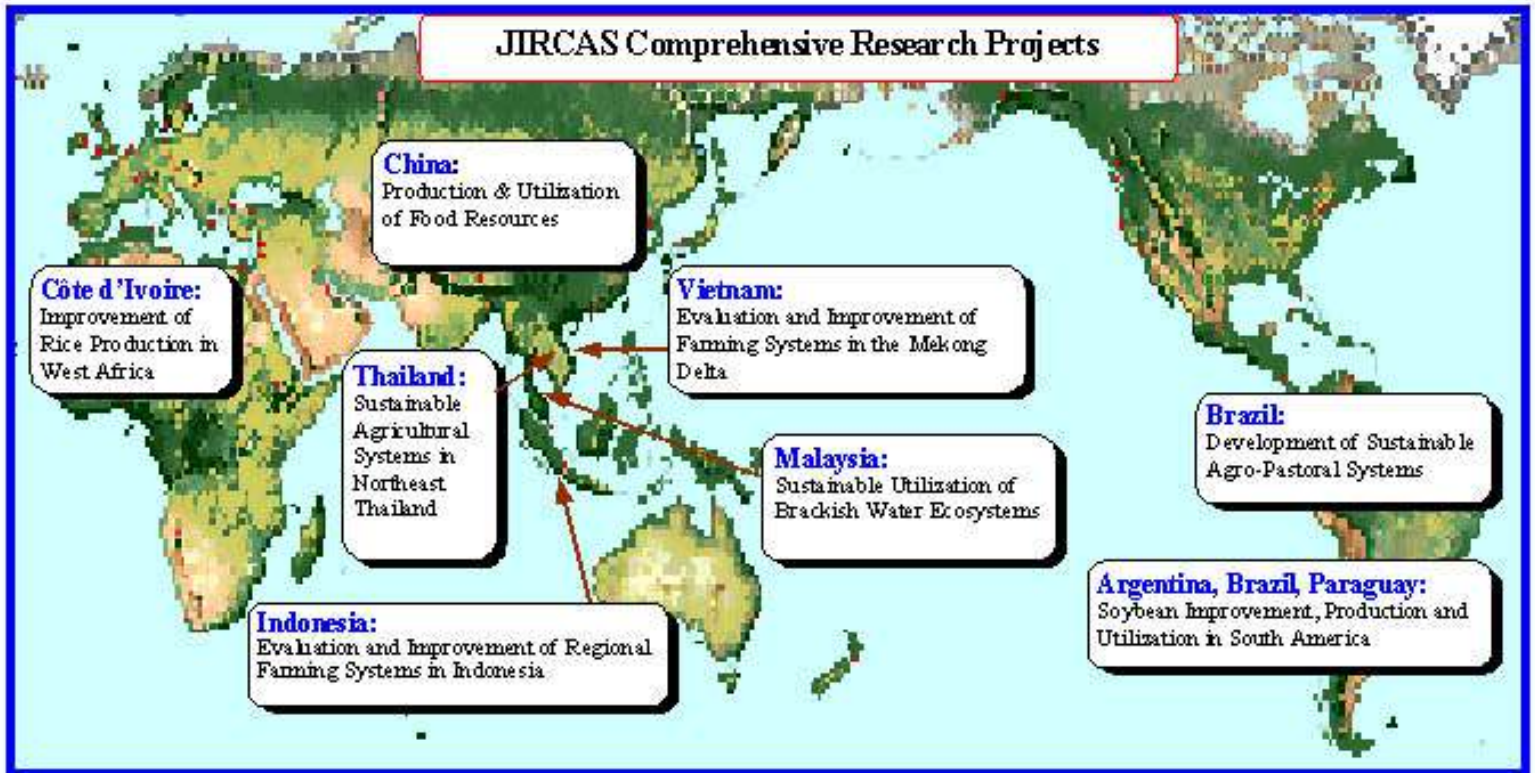 JIRCAS Comprehensive Research Projects
China:
Production & Utilization
of Food Resources
Côte d'Ivoire:
Improvement of
Rice Production in
West Africa
Vietnam:
Evaluation and Improvement of
Farming Systems in the Mekong
Delta
Thailand:
Sustainable
Agricultural
Systems in
Northeast
Thailand
Malaysia:
Sustainable Utilization of
Brackish Water Ecosystems
Brazil:
Development of Sustainable
Agro-Pastoral Systems
Argentina, Brazil, Paraguay:
Soybean Improvement, Production and
Utilization in South America
Indonesia:
Evaluation and Improvement of Regional
Farming Systems in Indonesia